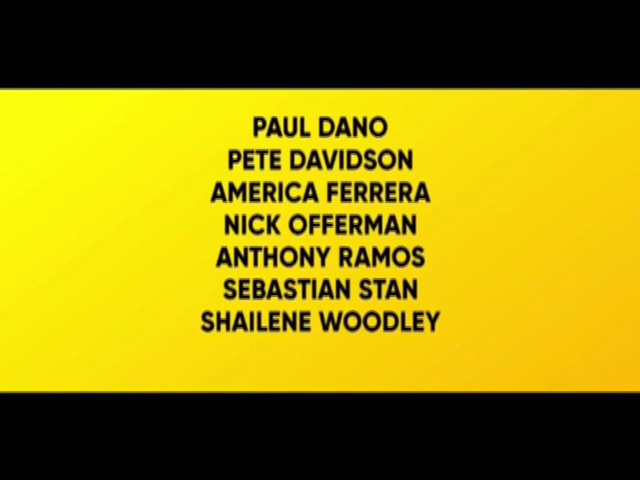 PAUL DANO
PETE DAVIDSON
AMERICA FERRERA
NICK OFFERMAN
ANTHONY RAMOS
SEBASTIAN STAN
SHAILENE WOODLEY